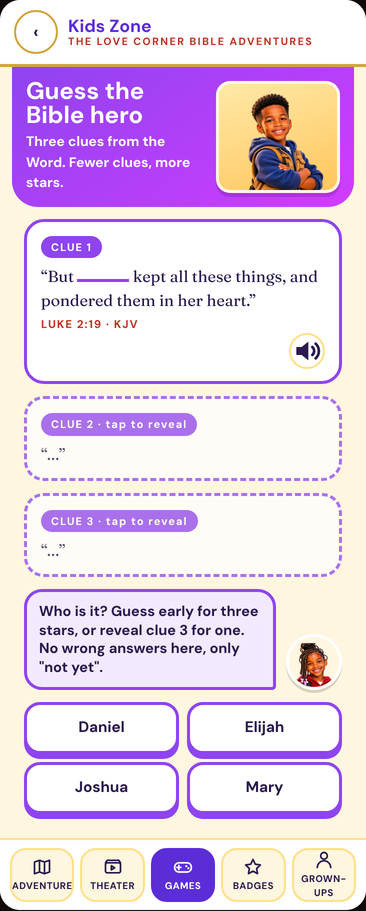 Kids Zone
THE LOVE CORNER BIBLE ADVENTURES
Guess the
Bible hero
Three clues from the
Word. Fewer clues, more
stars.
CLUE 1
“But ______ kept all these things, and
pondered them in her heart.”
LUKE 2:19 · KJV
CLUE 2 · tap to reveal
“...”
CLUE 3 · tap to reveal
“...”
Who is it? Guess early for three
stars, or reveal clue 3 for one.
No wrong answers here, only
"not yet".
Daniel
Elijah
Joshua
Mary
ADVENTURE
THEATER
GAMES
BADGES
GROWN-
UPS